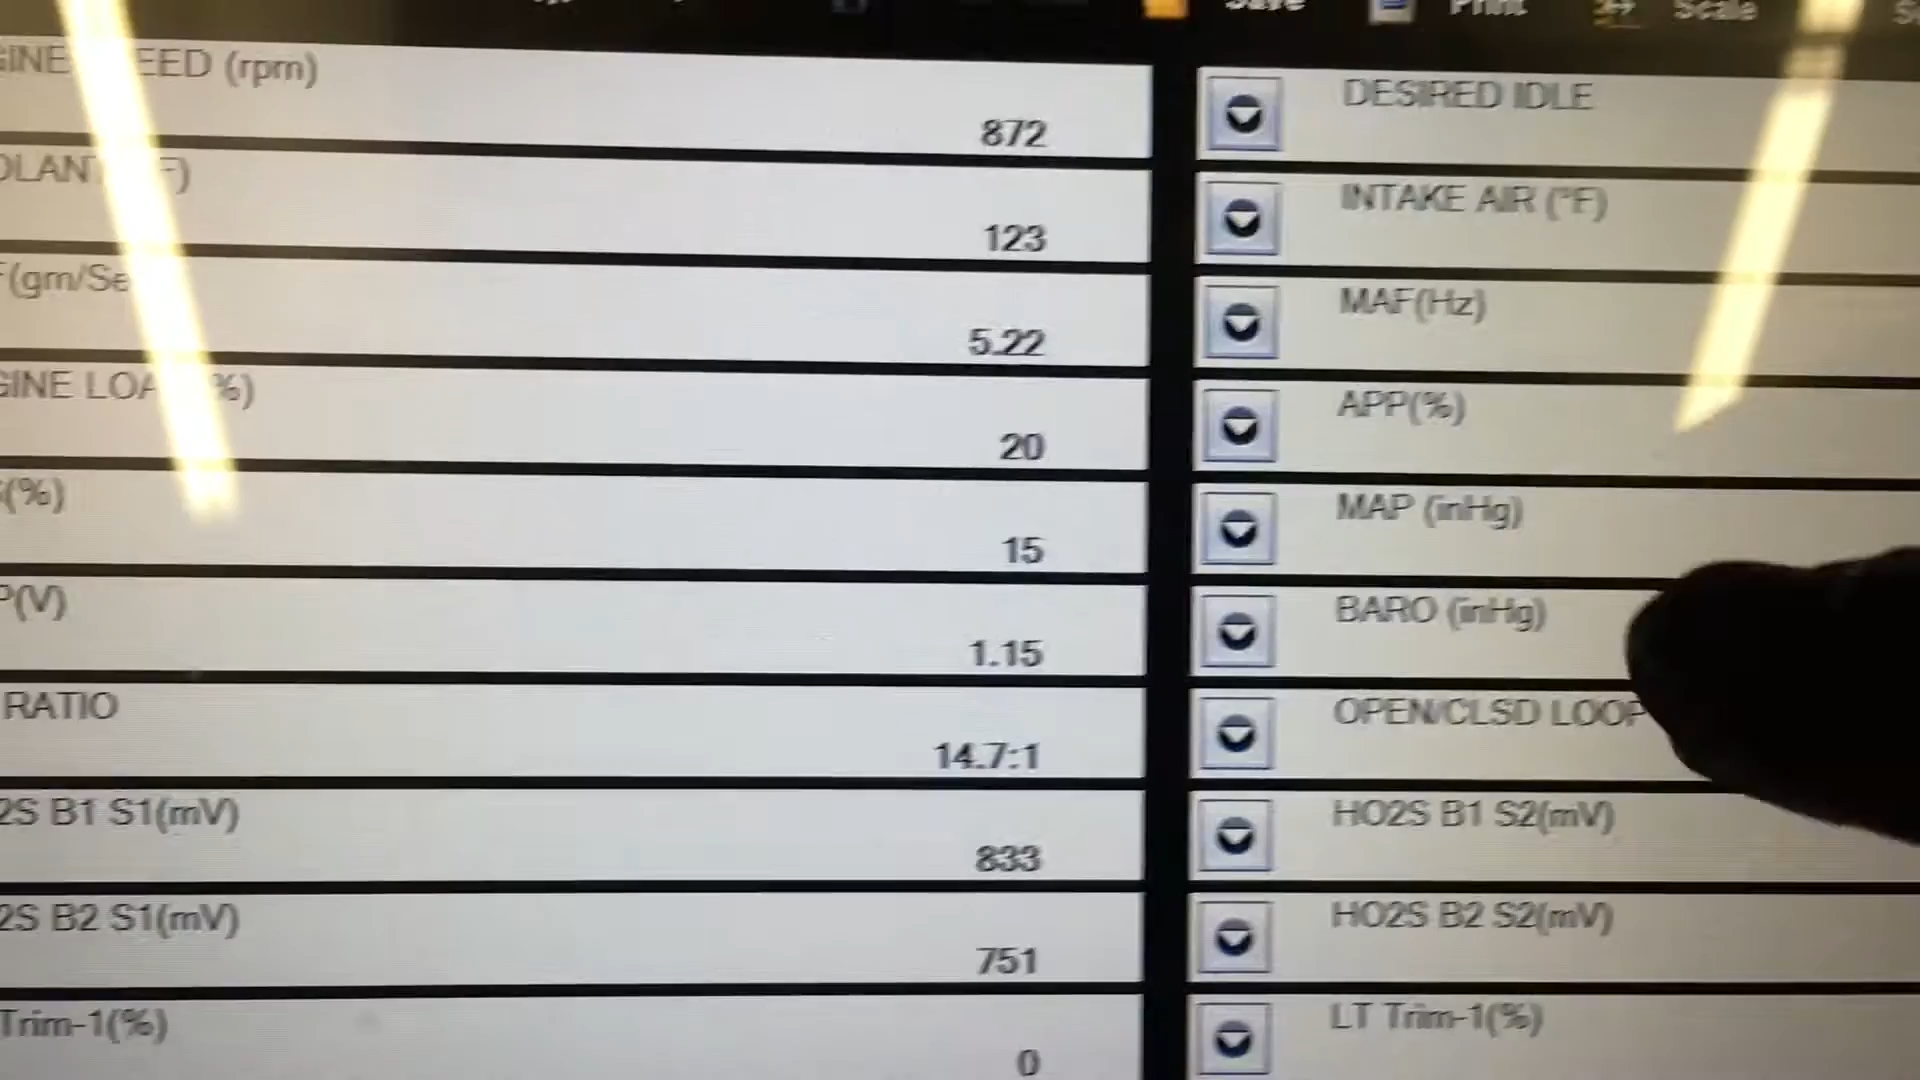 Save Print Scale
EED (rpm)
872
DESIRED IDLE
123
INTAKE AIR (°F)
(gm/Se
5.22
MAF(Hz)
GINE LOA %)
20
APP(%)
(%)
15
MAP (inHg)
P(V)
1.15
BARO (inHg)
RATIO
14.7:1
OPEN/CLSD LOOP
2S B1 S1(mV)
833
HO2S B1 S2(mV)
2S B2 S1(mV)
751
HO2S B2 S2(mV)
Trim-1(%)
0
LT Trim-1(%)